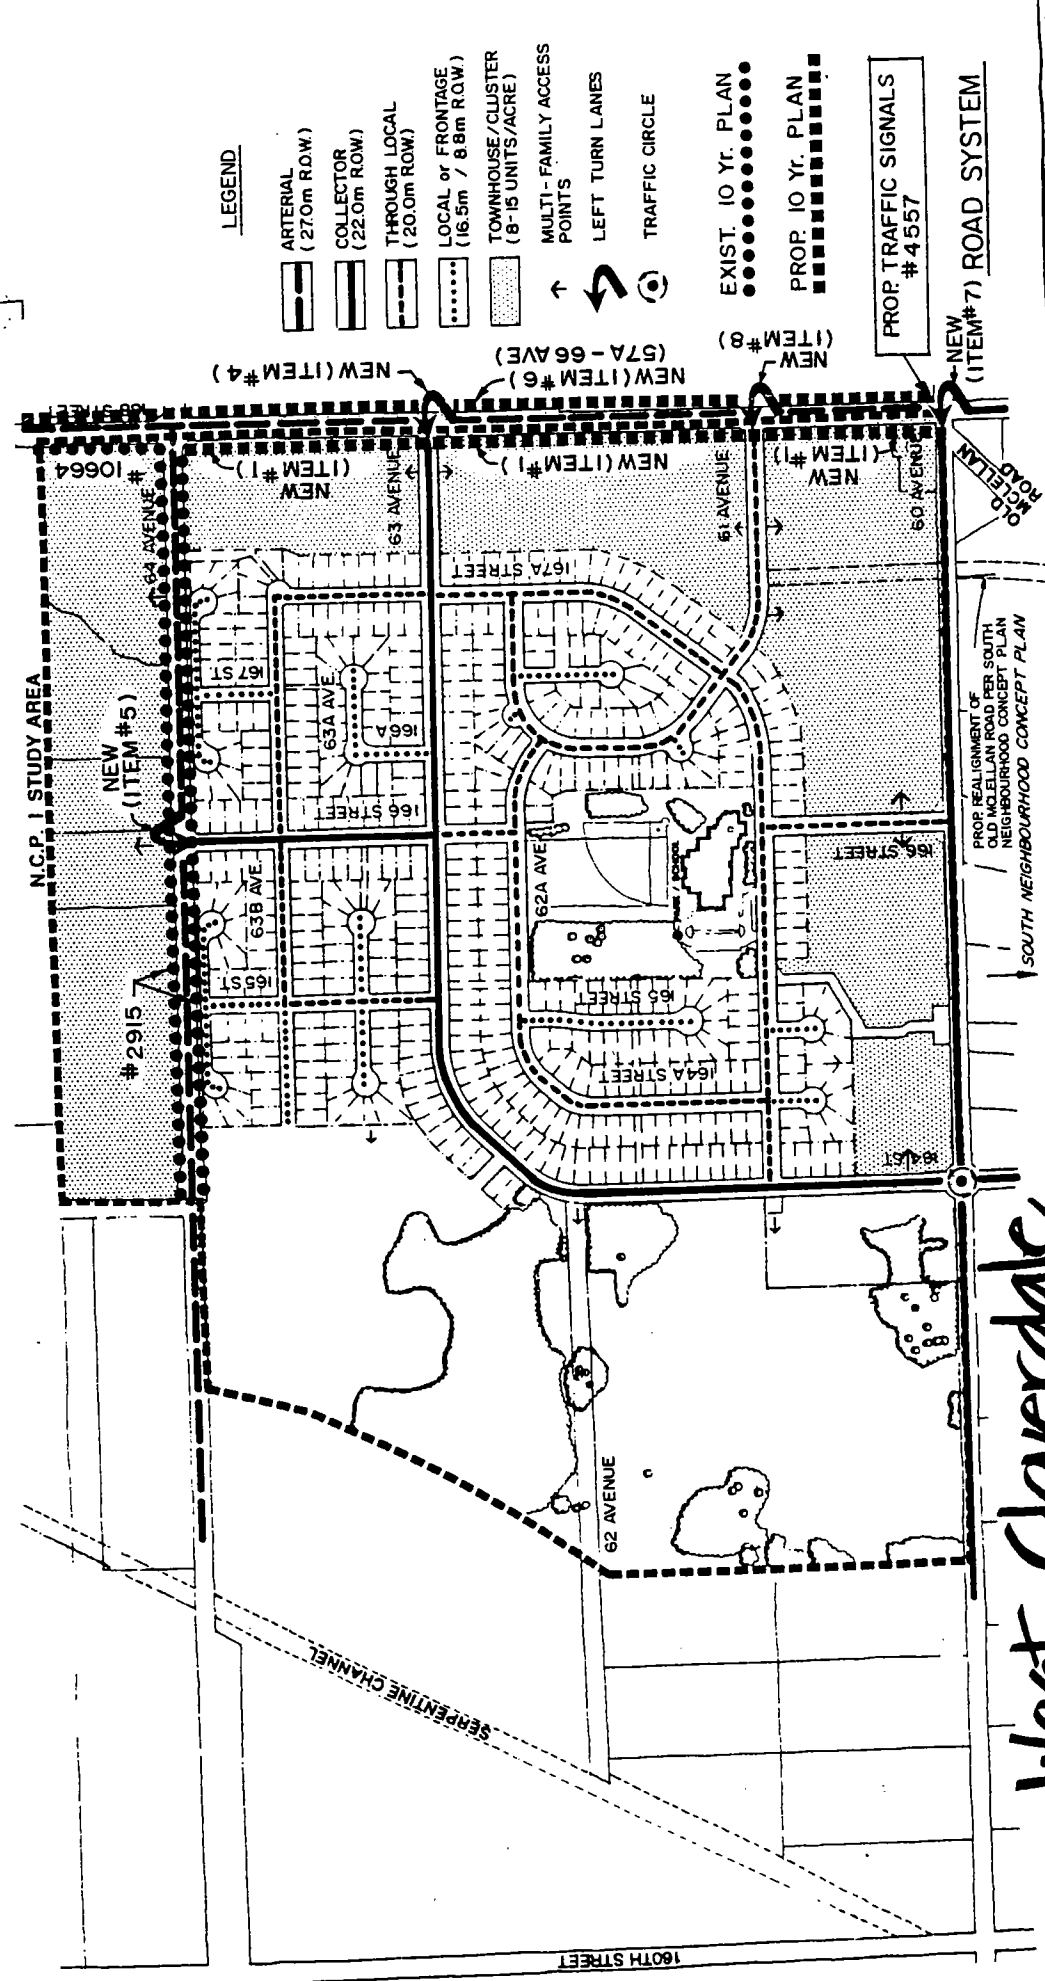 LEGEND
ARTERIAL
(27.0m R.O.W.)
COLLECTOR
(22.0m R.O.W.)
THROUGH LOCAL
(20.0m R.O.W.)
LOCAL or FRONTAGE
(16.5m / 8.8m R.O.W.)
TOWNHOUSE/CLUSTER
(8-15 UNITS/ACRE)
MULTI-FAMILY ACCESS
POINTS
LEFT TURN LANES
TRAFFIC CIRCLE
EXIST. 10 Yr. PLAN
PROP. 10 Yr. PLAN
PROP. TRAFFIC SIGNALS
#4557
NEW
(ITEM #7)
ROAD SYSTEM
N.C.P. 1 STUDY AREA
168 STREET
NEW (ITEM #4)
NEW (ITEM #6)
(57A-66 AVE)
NEW
(ITEM #8)
# 10664
64 AVENUE
NEW
(ITEM #1)
63 AVENUE
NEW (ITEM #1)
61 AVENUE
NEW
(ITEM #1)
60 AVENUE
OLD
MCLELLAN
ROAD
NEW
(ITEM #5)
167 ST.
63A AVE.
166A
166 STREET
167A STREET
#2915
63B AVE.
165 ST
62A AVE
PARK / SCHOOL
165 STREET
164A STREET
166 STREET
164 ST
PROP. REALIGNMENT OF
OLD McLELLAN ROAD PER SOUTH
NEIGHBOURHOOD CONCEPT PLAN
SOUTH NEIGHBOURHOOD CONCEPT PLAN
62 AVENUE
SERPENTINE CHANNEL
160TH STREET
West Cloverdale